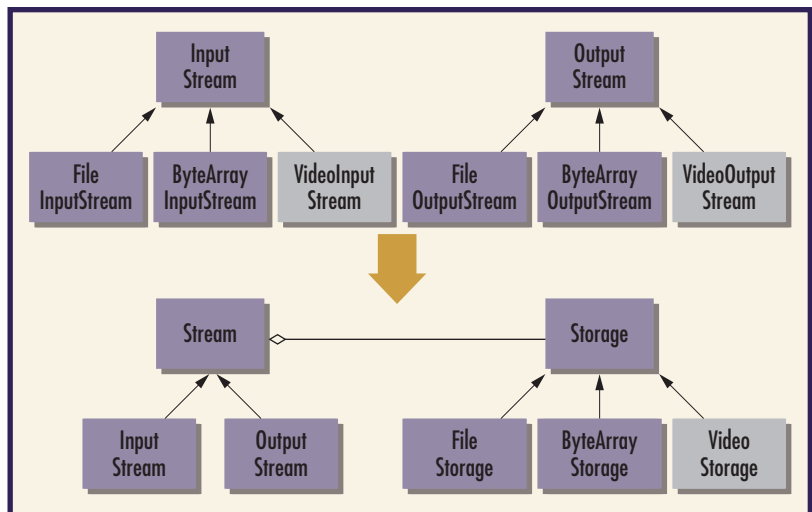 Input
Stream
Output
Stream
File
InputStream
ByteArray
InputStream
VideoInput
Stream
File
OutputStream
ByteArray
OutputStream
VideoOutput
Stream
Stream
Storage
Input
Stream
Output
Stream
File
Storage
ByteArray
Storage
Video
Storage